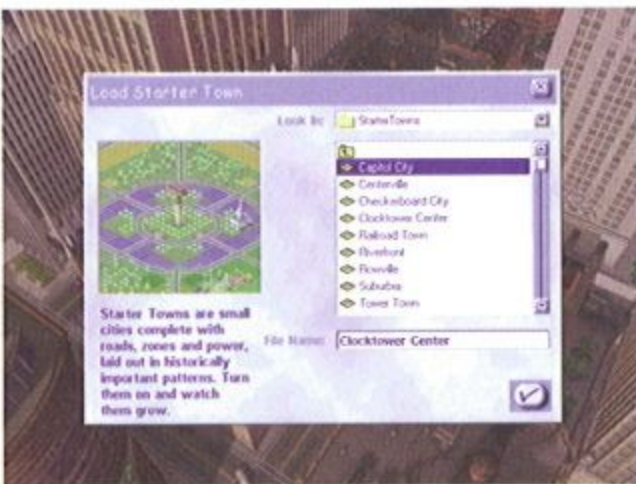 Load Starter Town
Look In:
StarterTowns
Capitol City
Centerville
Checkerboard City
Clocktower Center
Railroad Town
Riverfront
Rowville
Suburbia
Tower Town
Starter Towns are small
cities complete with
roads, zones and power,
laid out in historically
important patterns. Turn
them on and watch
them grow.
File Name:
Clocktower Center